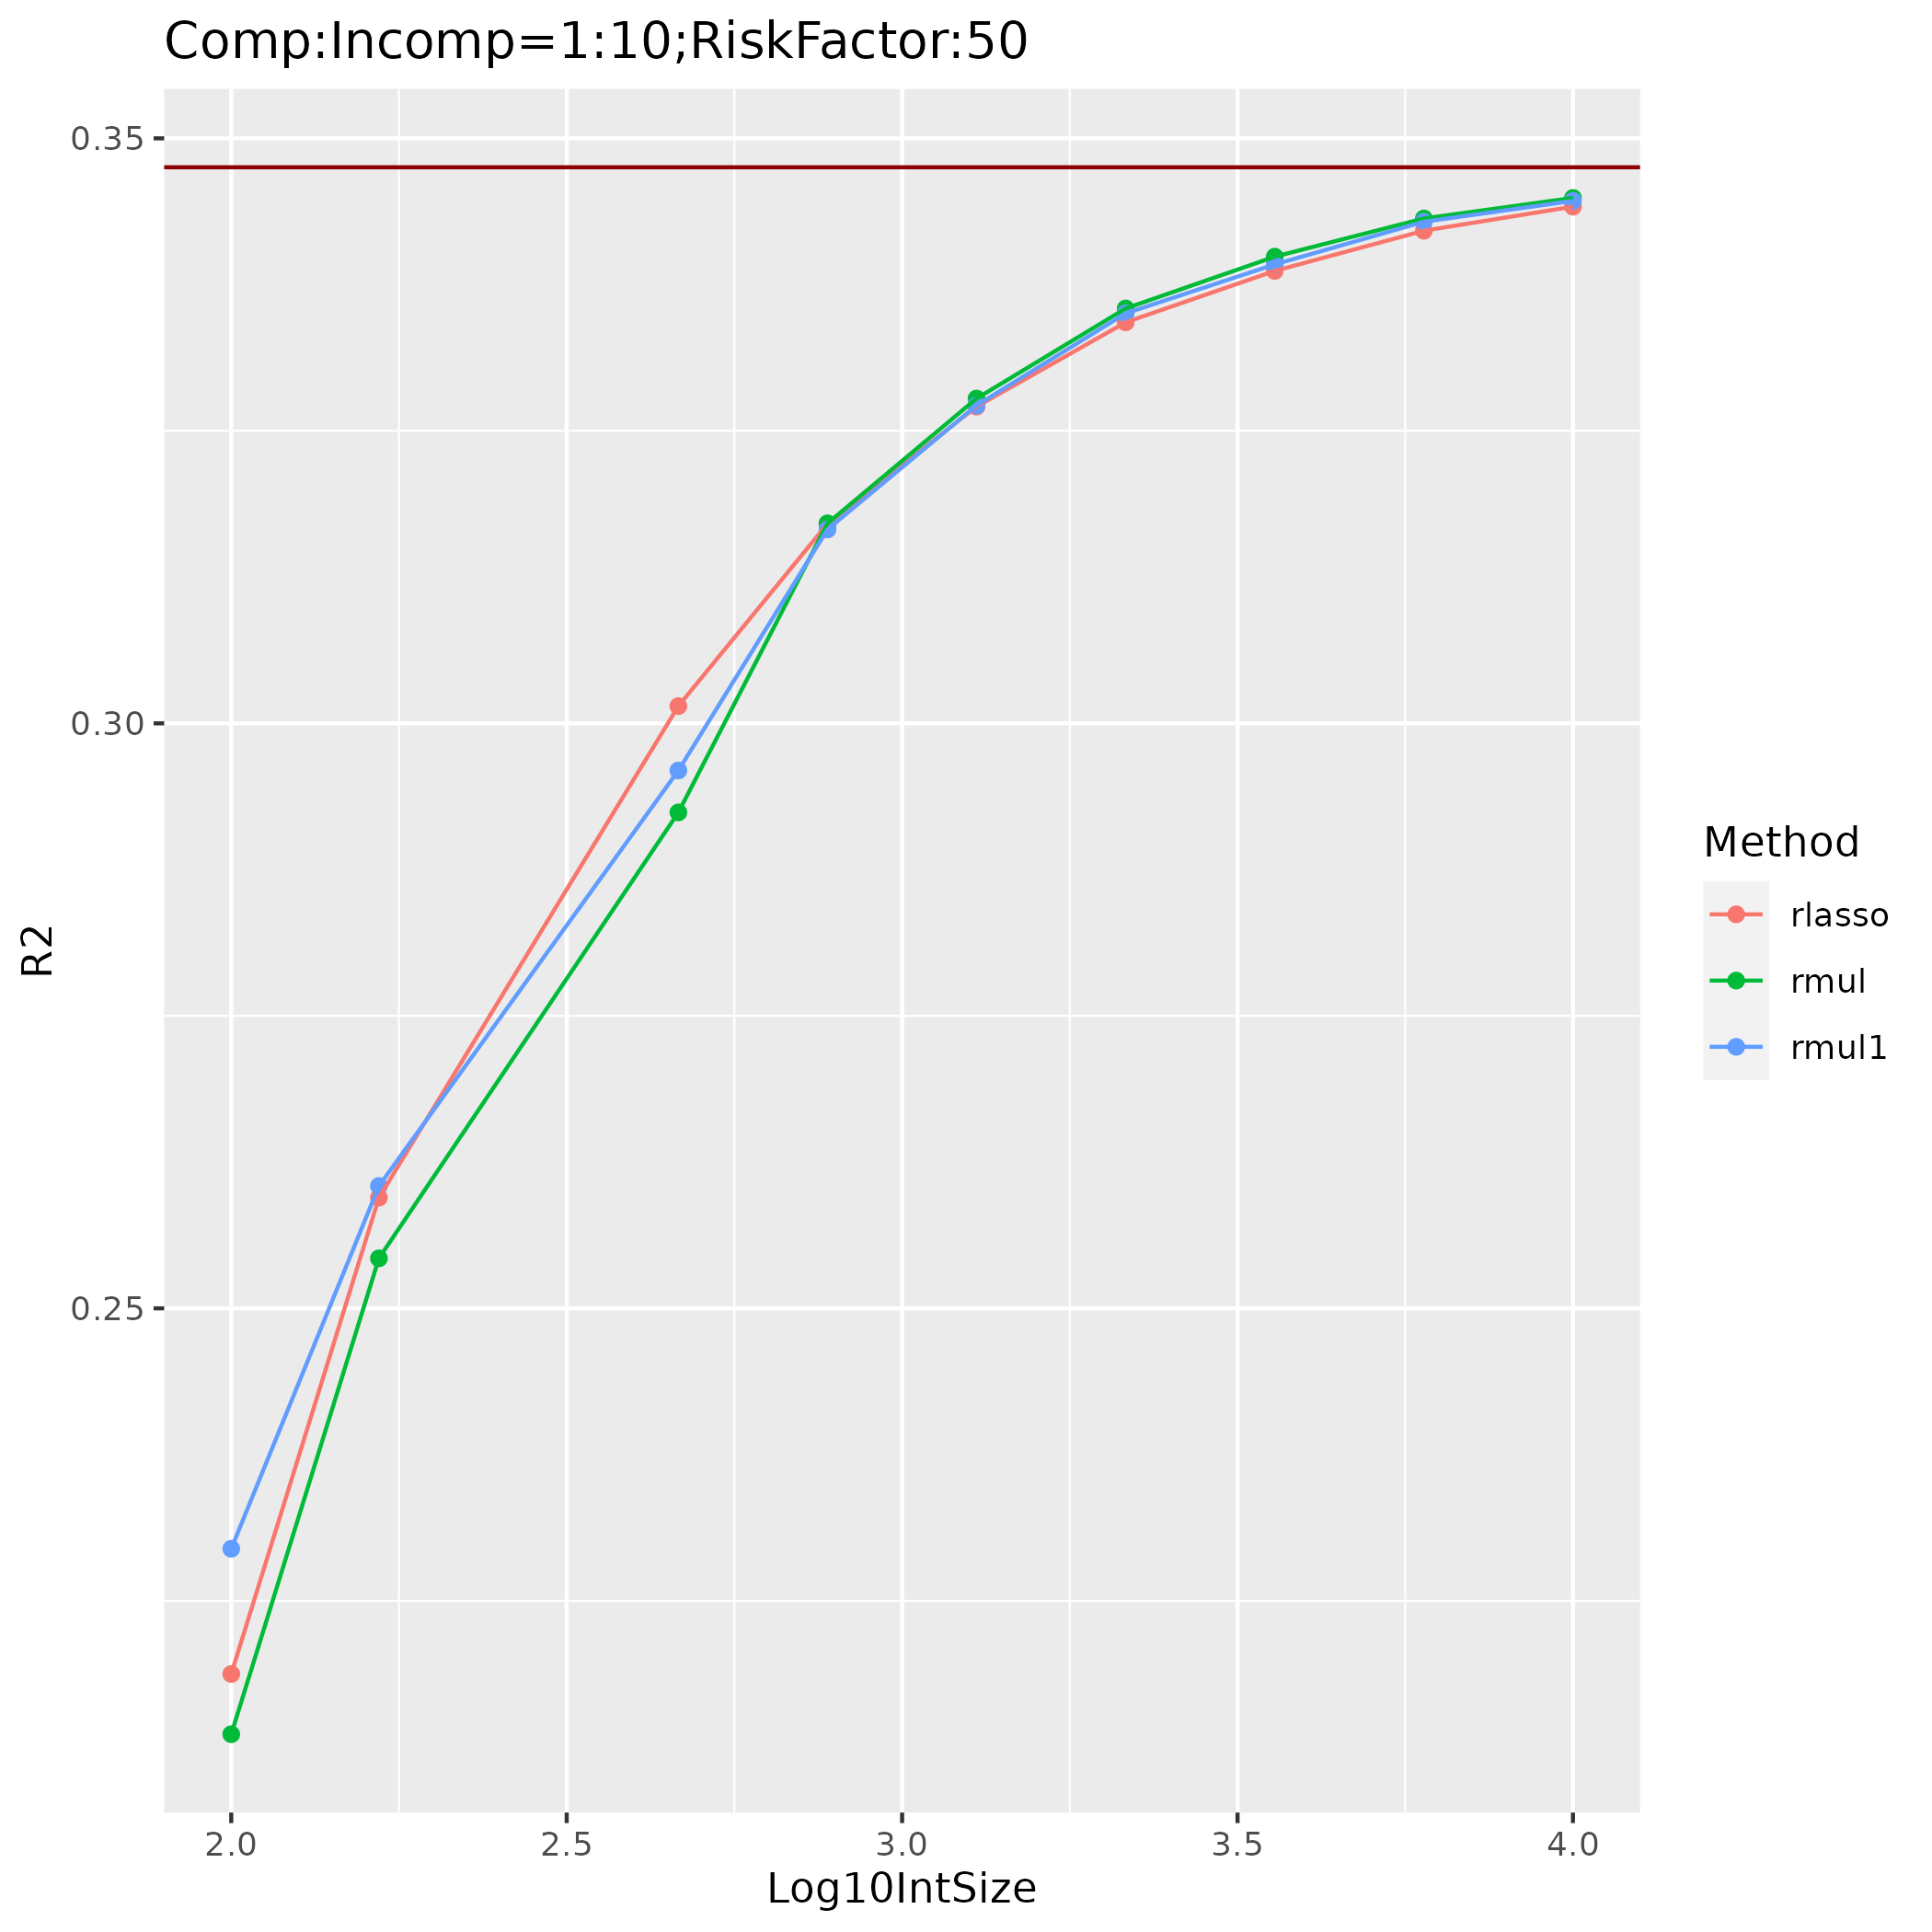 Comp:Incomp=1:10;RiskFactor:50
0.35
0.30
0.25
R2
2.0 2.5 3.0 3.5 4.0
Log10IntSize
Method
rlasso
rmul
rmul1